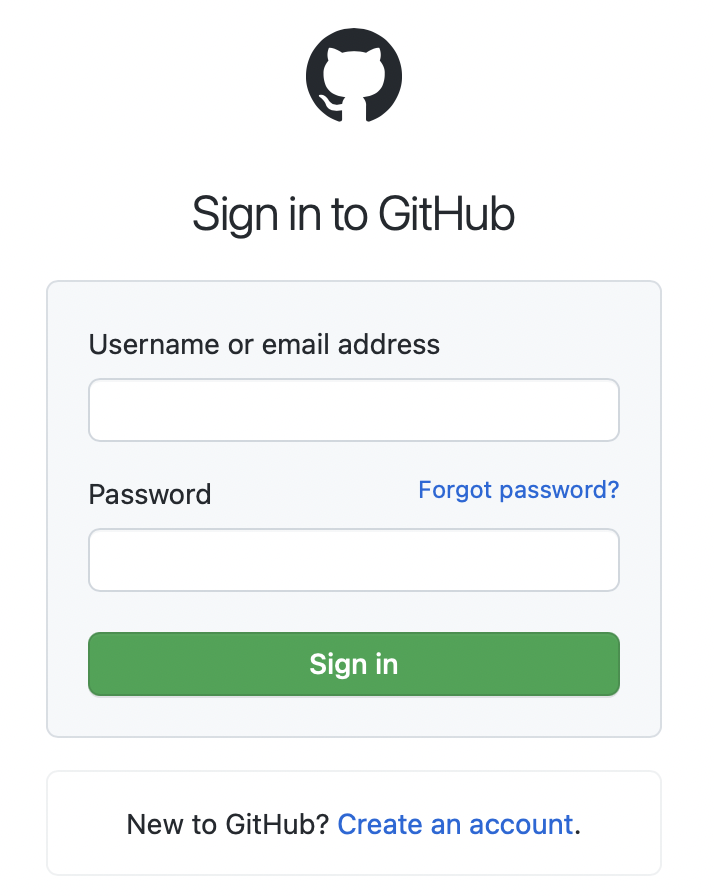 Sign in to GitHub
Username or email address
Password
Forgot password?
Sign in
New to GitHub? Create an account.